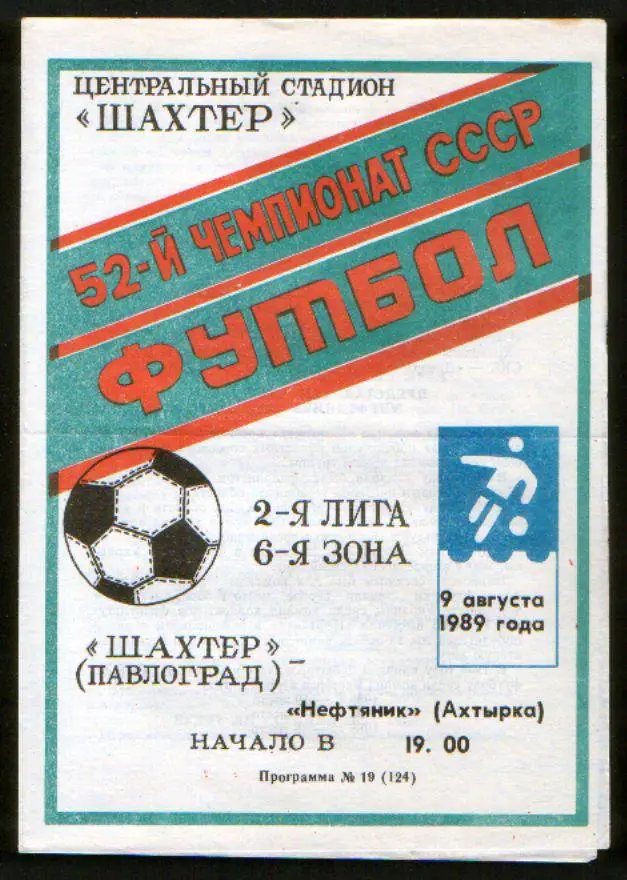 ЦЕНТРАЛЬНЫЙ СТАДИОН
«ШАХТЕР»
52-Й ЧЕМПИОНАТ СССР
ФУТБОЛ
2-Я ЛИГА
6-Я ЗОНА
9 августа
1989 года
«ШАХТЕР»
(ПАВЛОГРАД) –
«Нефтяник» (Ахтырка)
НАЧАЛО В 19. 00
Программа № 19 (124)